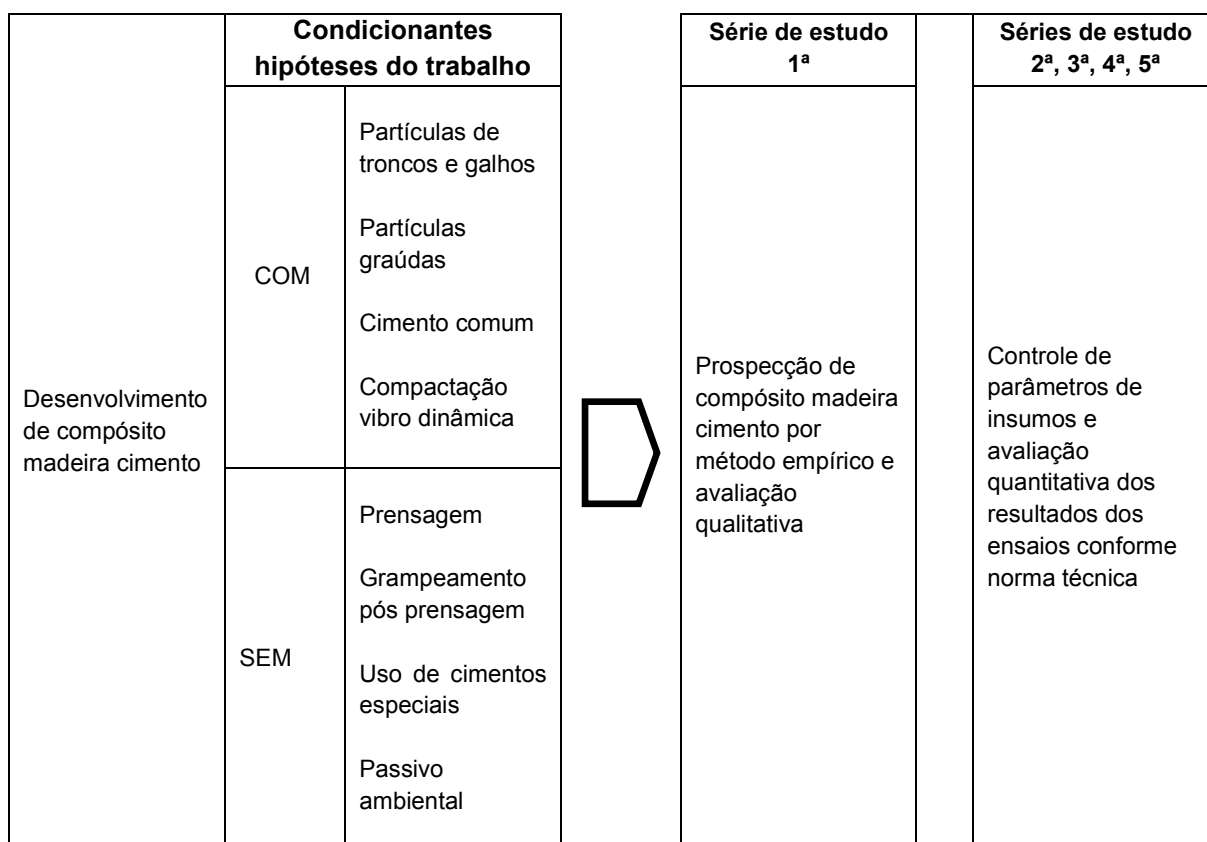 Desenvolvimento
de compósito
madeira cimento
Condicionantes
hipóteses do trabalho
COM
Partículas de
troncos e galhos
Partículas
graúdas
Cimento comum
Compactação
vibro dinâmica
SEM
Prensagem
Grampeamento
pós prensagem
Uso de cimentos
especiais
Passivo
ambiental
Série de estudo
1ª
Prospecção de
compósito madeira
cimento por
método empírico e
avaliação
qualitativa
Séries de estudo
2ª, 3ª, 4ª, 5ª
Controle de
parâmetros de
insumos e
avaliação
quantitativa dos
resultados dos
ensaios conforme
norma técnica